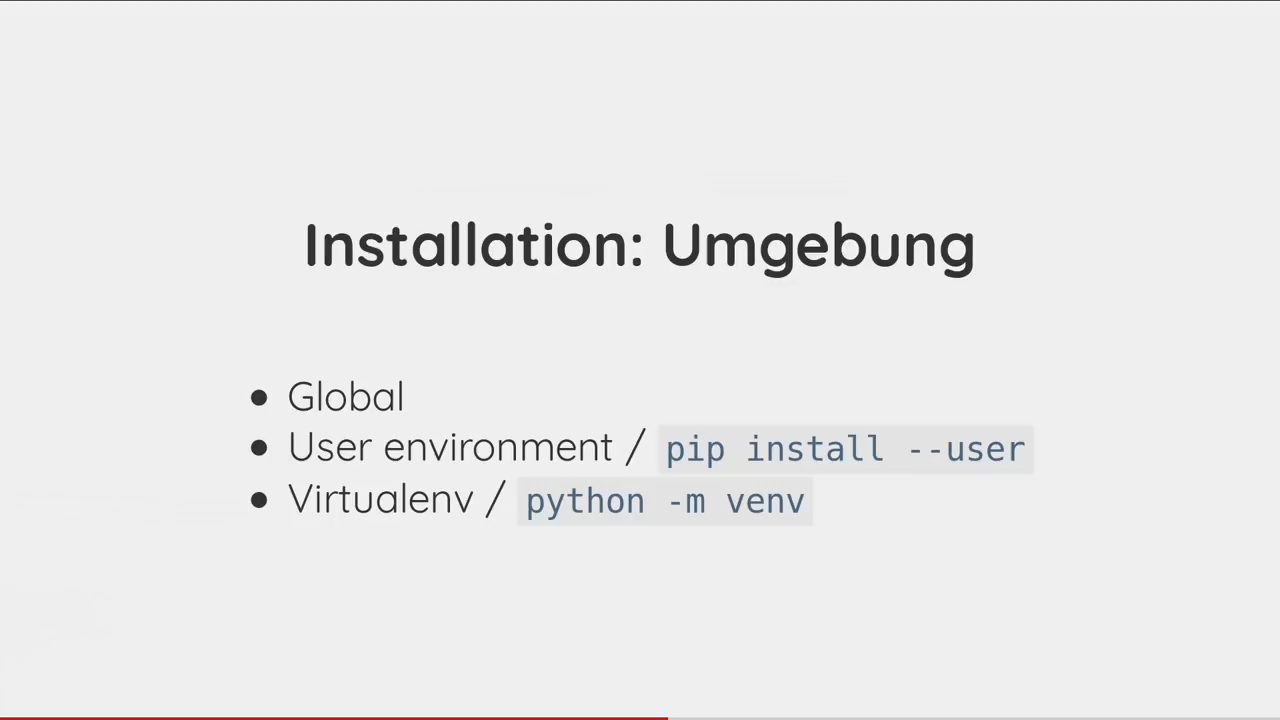 Installation: Umgebung
• Global
• User environment / pip install --user
• Virtualenv / python -m venv